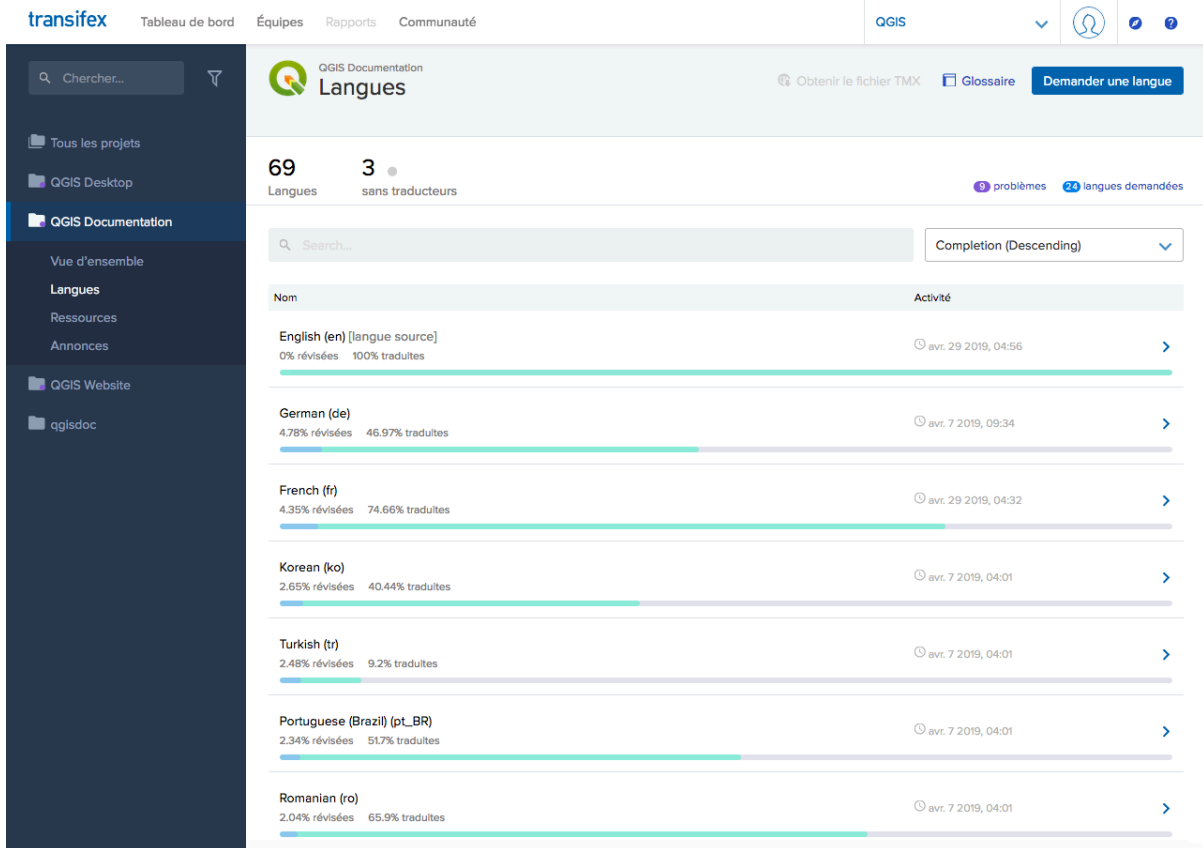 transifex Tableau de bord Équipes Rapports Communauté QGIS
Chercher...
Tous les projets
QGIS Desktop
QGIS Documentation
Vue d'ensemble
Langues
Ressources
Annonces
QGIS Website
qgisdoc
QGIS Documentation
Langues
Obtenir le fichier TMX Glossaire Demander une langue
69 3
Langues sans traducteurs
9 problèmes 24 langues demandées
Search... Completion (Descending)
Nom Activité
English (en) [langue source]
0% révisées 100% traduites
avr. 29 2019, 04:56
German (de)
4.78% révisées 46.97% traduites
avr. 7 2019, 09:34
French (fr)
4.35% révisées 74.66% traduites
avr. 29 2019, 04:32
Korean (ko)
2.65% révisées 40.44% traduites
avr. 7 2019, 04:01
Turkish (tr)
2.48% révisées 9.2% traduites
avr. 7 2019, 04:01
Portuguese (Brazil) (pt_BR)
2.34% révisées 51.7% traduites
avr. 7 2019, 04:01
Romanian (ro)
2.04% révisées 65.9% traduites
avr. 7 2019, 04:01